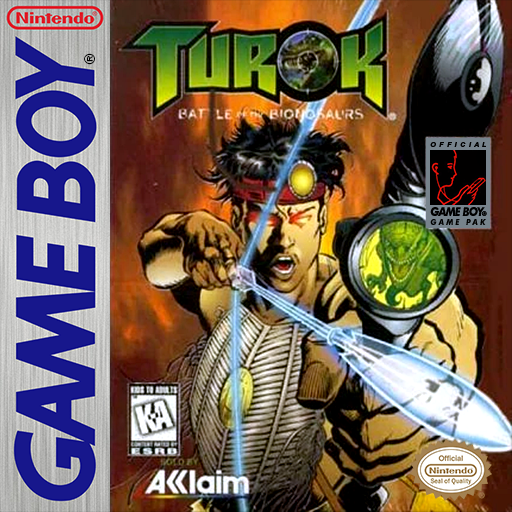 Nintendo®
GAME BOY®
TUROK
BATTLE of the BIONOSAURS®
OFFICIAL
GAME BOY®
GAME PAK
KIDS TO ADULTS
KA
CONTENT RATED BY
ESRB
SOLD BY
AKKlaim
Official
Nintendo
Seal of Quality